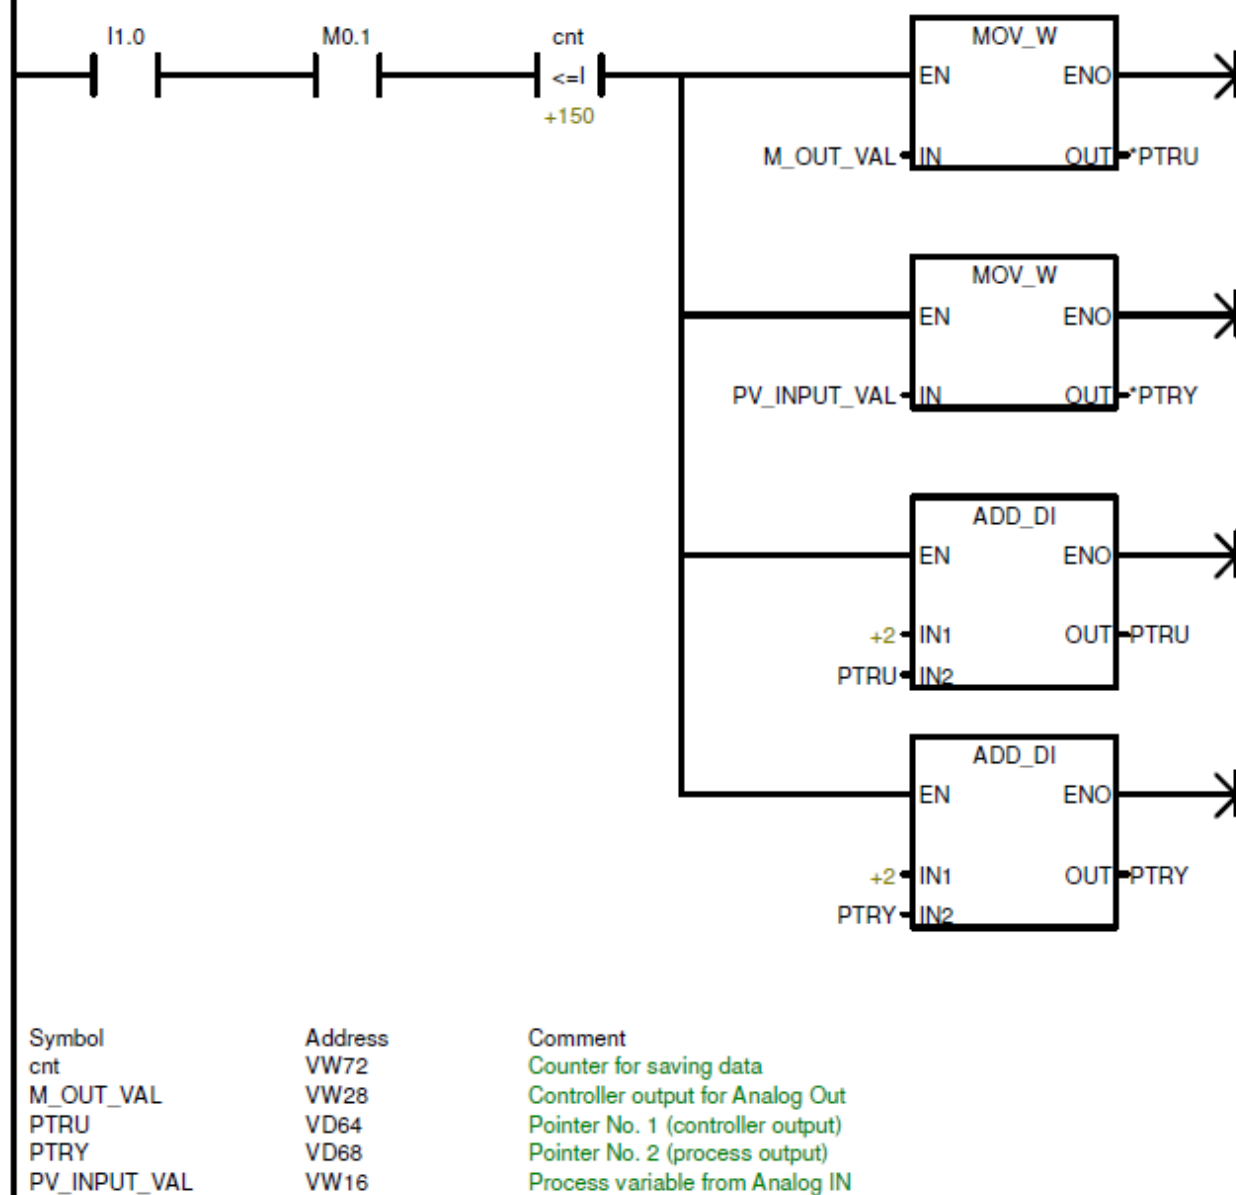 I1.0 M0.1 cnt MOV_W
<=I EN ENO
+150
M_OUT_VAL IN OUT *PTRU
MOV_W
EN ENO
PV_INPUT_VAL IN OUT *PTRY
ADD_DI
EN ENO
+2 IN1 OUT PTRU
PTRU IN2
ADD_DI
EN ENO
+2 IN1 OUT PTRY
PTRY IN2
Symbol Address Comment
cnt VW72 Counter for saving data
M_OUT_VAL VW28 Controller output for Analog Out
PTRU VD64 Pointer No. 1 (controller output)
PTRY VD68 Pointer No. 2 (process output)
PV_INPUT_VAL VW16 Process variable from Analog IN